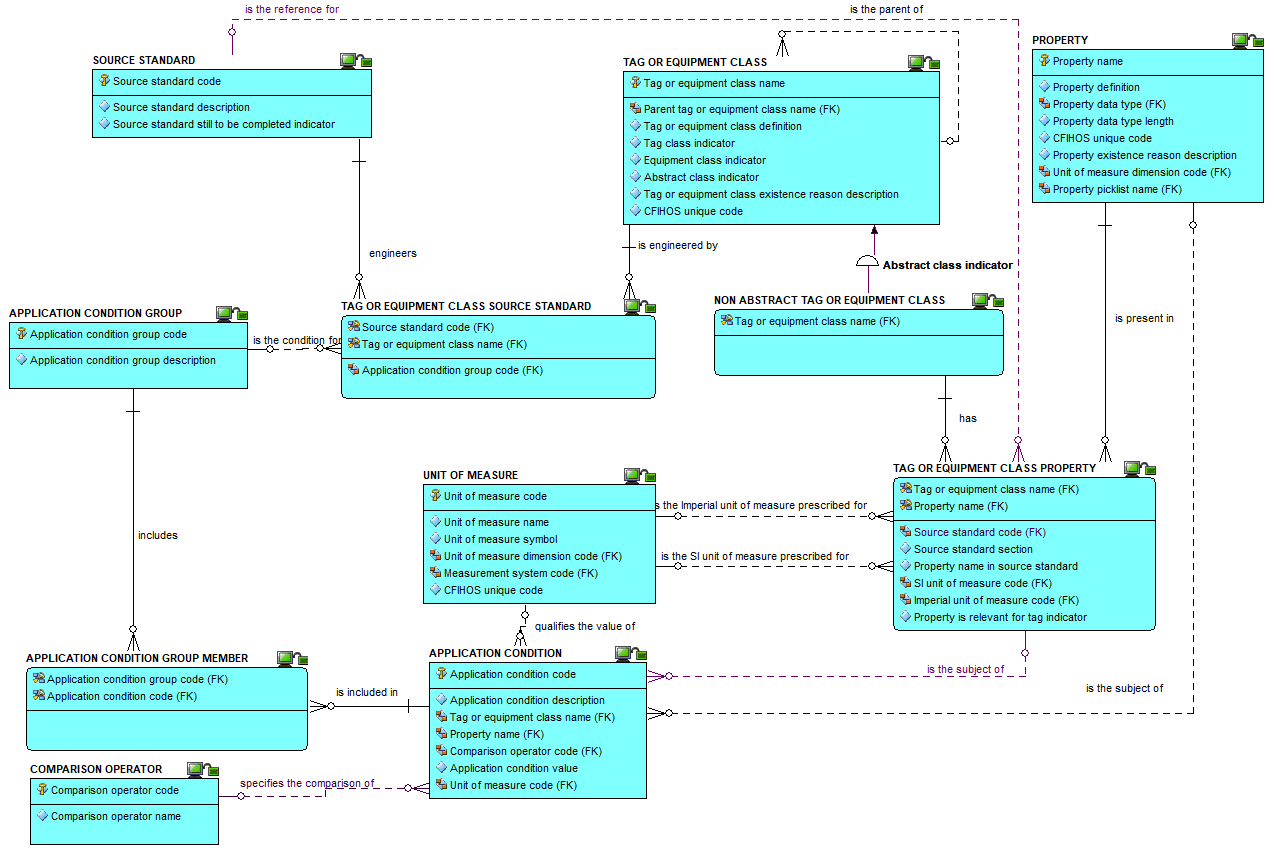 is the reference for
is the parent of
SOURCE STANDARD
Source standard code
Source standard description
Source standard still to be completed indicator
TAG OR EQUIPMENT CLASS
Tag or equipment class name
Parent tag or equipment class name (FK)
Tag or equipment class definition
Tag class indicator
Equipment class indicator
Abstract class indicator
Tag or equipment class existence reason description
CFIHOS unique code
PROPERTY
Property name
Property definition
Property data type (FK)
Property data type length
CFIHOS unique code
Property existence reason description
Unit of measure dimension code (FK)
Property picklist name (FK)
engineers
is engineered by
Abstract class indicator
APPLICATION CONDITION GROUP
Application condition group code
Application condition group description
is the condition for
TAG OR EQUIPMENT CLASS SOURCE STANDARD
Source standard code (FK)
Tag or equipment class name (FK)
Application condition group code (FK)
NON ABSTRACT TAG OR EQUIPMENT CLASS
Tag or equipment class name (FK)
is present in
has
UNIT OF MEASURE
Unit of measure code
Unit of measure name
Unit of measure symbol
Unit of measure dimension code (FK)
Measurement system code (FK)
CFIHOS unique code
s the Imperial unit of measure prescribed for
is the SI unit of measure prescribed for
TAG OR EQUIPMENT CLASS PROPERTY
Tag or equipment class name (FK)
Property name (FK)
Source standard code (FK)
Source standard section
Property name in source standard
SI unit of measure code (FK)
Imperial unit of measure code (FK)
Property is relevant for tag indicator
includes
qualifies the value of
is the subject of
is the subject of
APPLICATION CONDITION GROUP MEMBER
Application condition group code (FK)
Application condition code (FK)
is included in
APPLICATION CONDITION
Application condition code
Application condition description
Tag or equipment class name (FK)
Property name (FK)
Comparison operator code (FK)
Application condition value
Unit of measure code (FK)
COMPARISON OPERATOR
Comparison operator code
Comparison operator name
specifies the comparison of